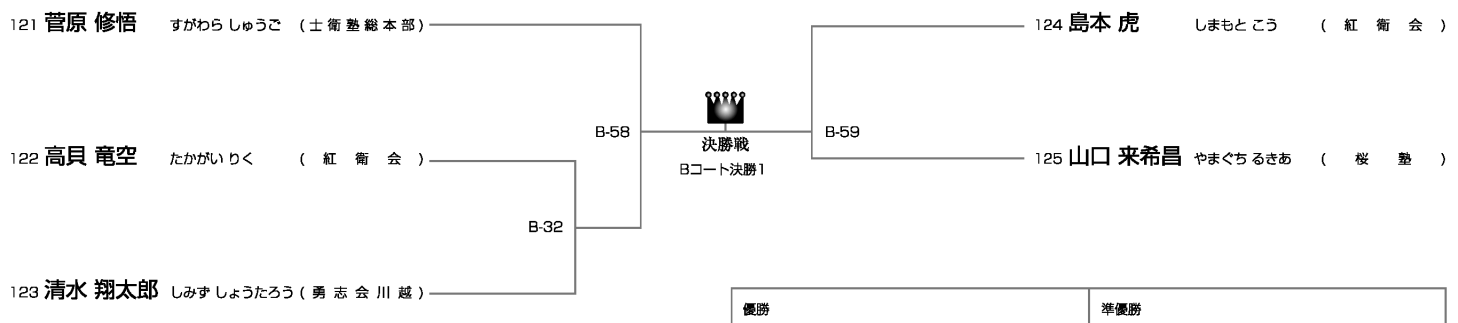 121 菅原 修悟 すがわら しゅうご (士衛塾総本部)
122 高貝 竜空 たかがい りく (紅衛会)
123 清水 翔太郎 しみず しょうたろう (勇志会川越)
B-58
B-32
決勝戦
Bコート決勝1
B-59
124 島本 虎 しまもと こう (紅衛会)
125 山口 来希昌 やまぐち るきあ (桜塾)
優勝
準優勝